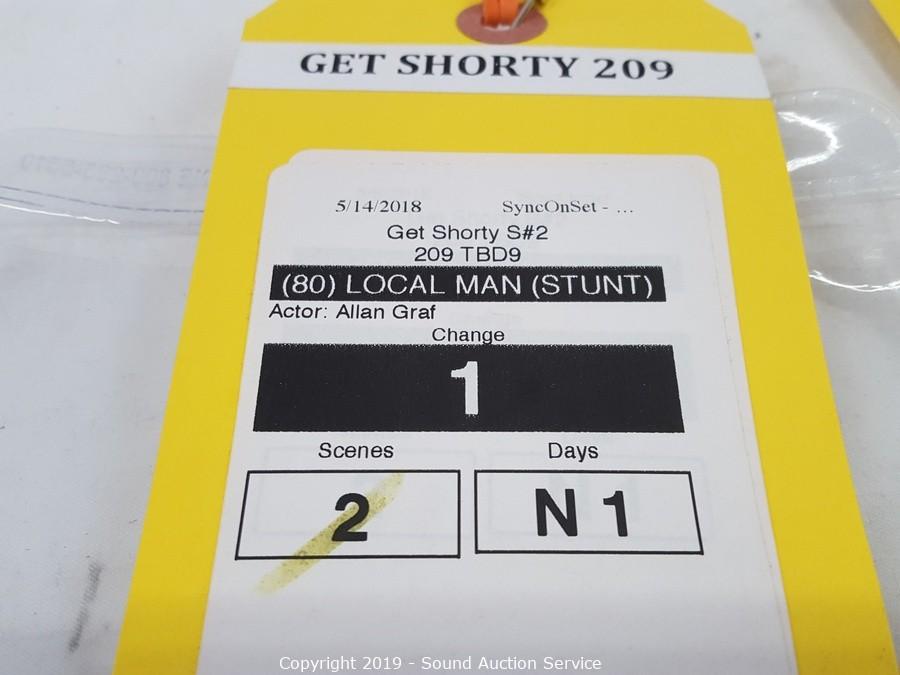 GET SHORTY 209
5/14/2018 SyncOnSet - ...
Get Shorty S#2
209 TBD9
(80) LOCAL MAN (STUNT)
Actor: Allan Graf
Change
1
Scenes Days
2 N 1
Copyright 2019 - Sound Auction Service